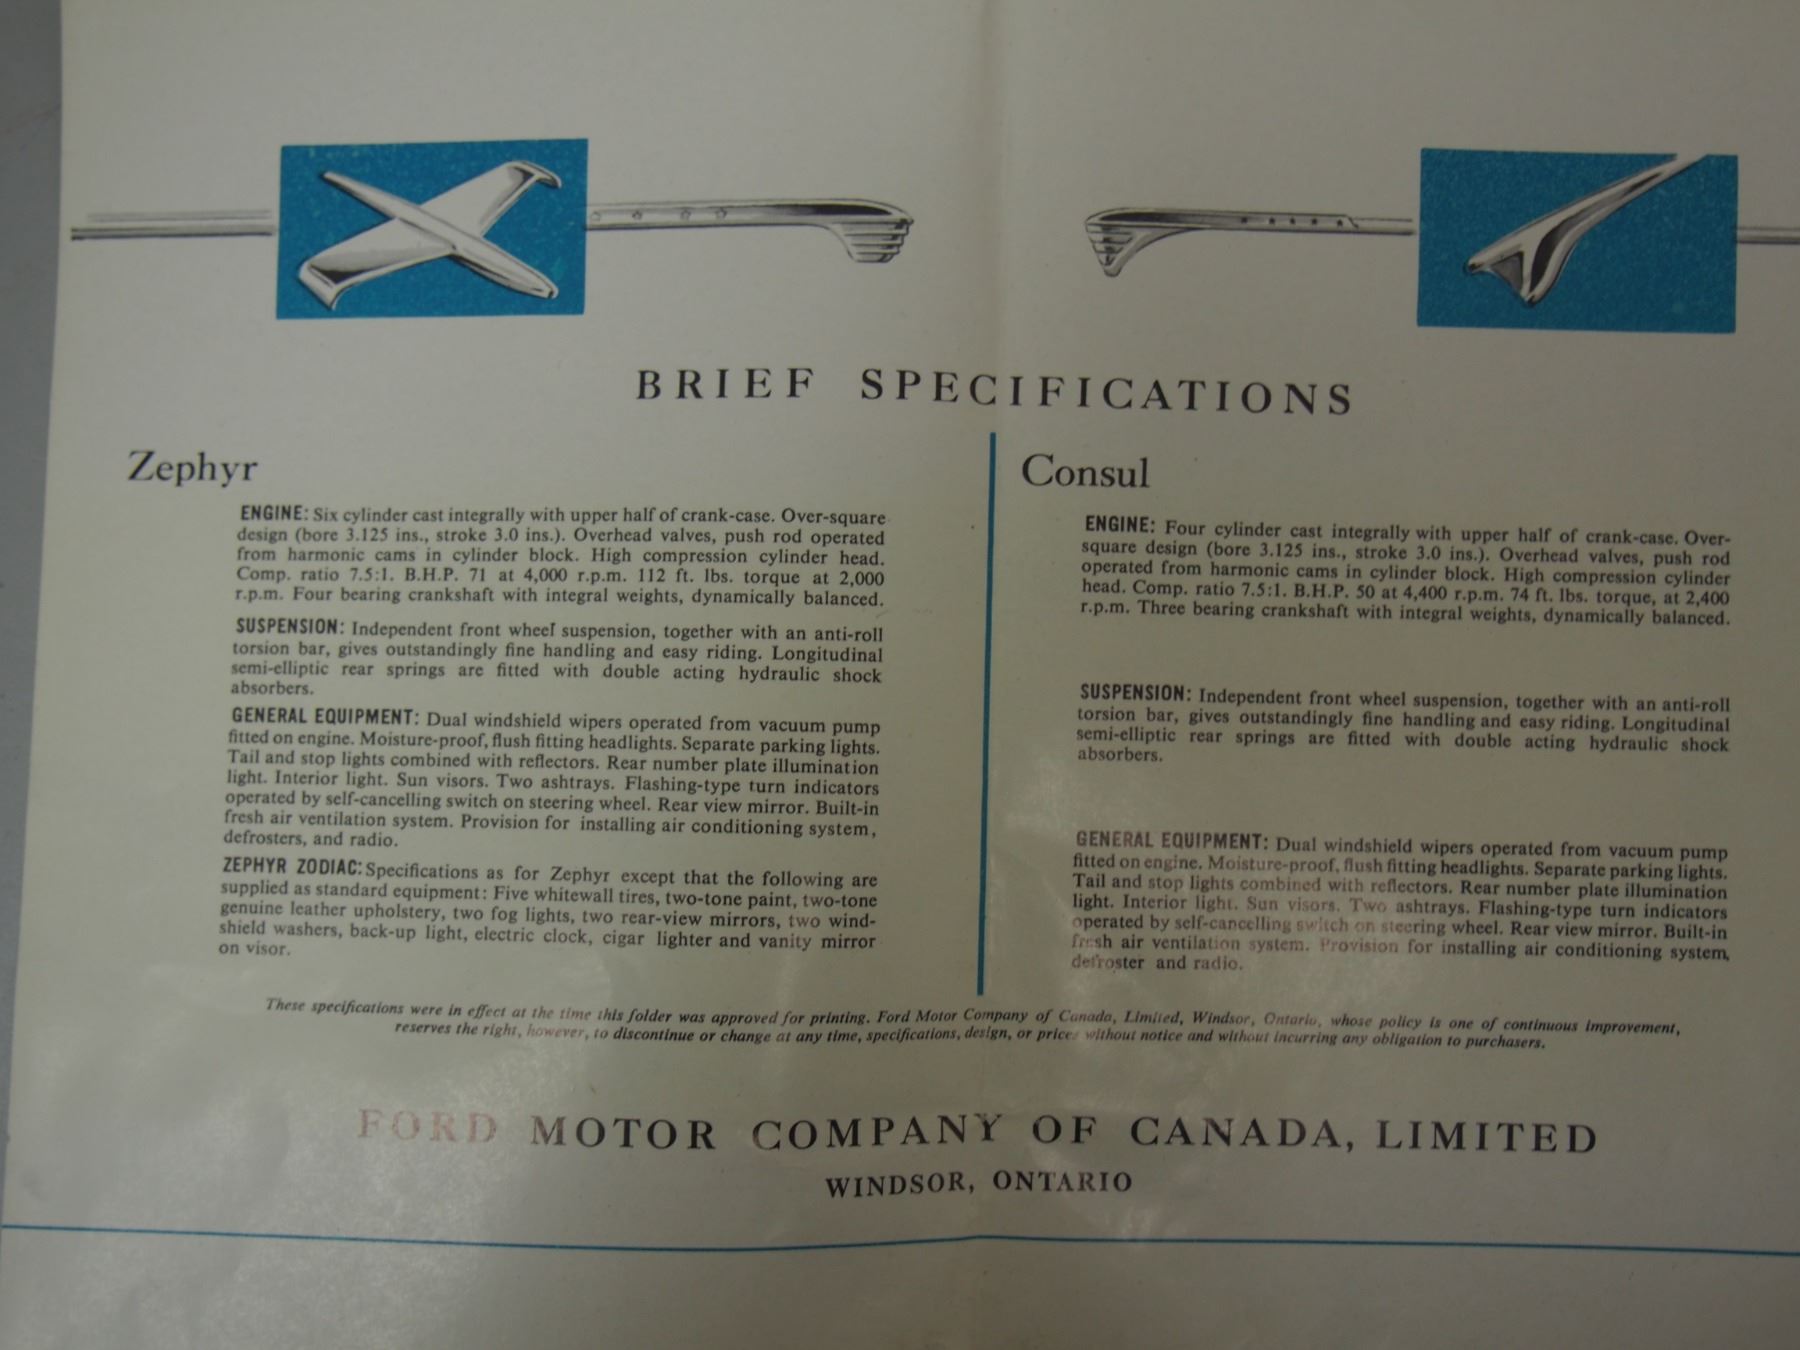 BRIEF SPECIFICATIONS
Zephyr
ENGINE: Six cylinder cast integrally with upper half of crank-case. Over-square
design (bore 3.125 ins., stroke 3.0 ins.). Overhead valves, push rod operated
from harmonic cams in cylinder block. High compression cylinder head.
Comp. ratio 7.5:1. B.H.P. 71 at 4,000 r.p.m. 112 ft. lbs. torque at 2,000
r.p.m. Four bearing crankshaft with integral weights, dynamically balanced.
SUSPENSION: Independent front wheel suspension, together with an anti-roll
torsion bar, gives outstandingly fine handling and easy riding. Longitudinal
semi-elliptic rear springs are fitted with double acting hydraulic shock
absorbers.
GENERAL EQUIPMENT: Dual windshield wipers operated from vacuum pump
fitted on engine. Moisture-proof, flush fitting headlights. Separate parking lights.
Tail and stop lights combined with reflectors. Rear number plate illumination
light. Interior light. Sun visors. Two ashtrays. Flashing-type turn indicators
operated by self-cancelling switch on steering wheel. Rear view mirror. Built-in
fresh air ventilation system. Provision for installing air conditioning system,
defrosters, and radio.
ZEPHYR ZODIAC: Specifications as for Zephyr except that the following are
supplied as standard equipment: Five whitewall tires, two-tone paint, two-tone
genuine leather upholstery, two fog lights, two rear-view mirrors, two wind-
shield washers, back-up light, electric clock, cigar lighter and vanity mirror
on visor.
Consul
ENGINE: Four cylinder cast integrally with upper half of crank-case. Over-
square design (bore 3.125 ins., stroke 3.0 ins.). Overhead valves, push rod
operated from harmonic cams in cylinder block. High compression cylinder
head. Comp. ratio 7.5:1. B.H.P. 50 at 4,400 r.p.m. 74 ft. lbs. torque, at 2,400
r.p.m. Three bearing crankshaft with integral weights, dynamically balanced.
SUSPENSION: Independent front wheel suspension, together with an anti-roll
torsion bar, gives outstandingly fine handling and easy riding. Longitudinal
semi-elliptic rear springs are fitted with double acting hydraulic shock
absorbers.
GENERAL EQUIPMENT: Dual windshield wipers operated from vacuum pump
fitted on engine. Moisture-proof, flush fitting headlights. Separate parking lights.
Tail and stop lights combined with reflectors. Rear number plate illumination
light. Interior light. Sun visors. Two ashtrays. Flashing-type turn indicators
operated by self-cancelling switch on steering wheel. Rear view mirror. Built-in
fresh air ventilation system. Provision for installing air conditioning system,
defroster and radio.
These specifications were in effect at the time this folder was approved for printing. Ford Motor Company of Canada, Limited, Windsor, Ontario, whose policy is one of continuous improvement,
reserves the right, however, to discontinue or change at any time, specifications, design, or prices without notice and without incurring any obligation to purchasers.
FORD MOTOR COMPANY OF CANADA, LIMITED
WINDSOR, ONTARIO